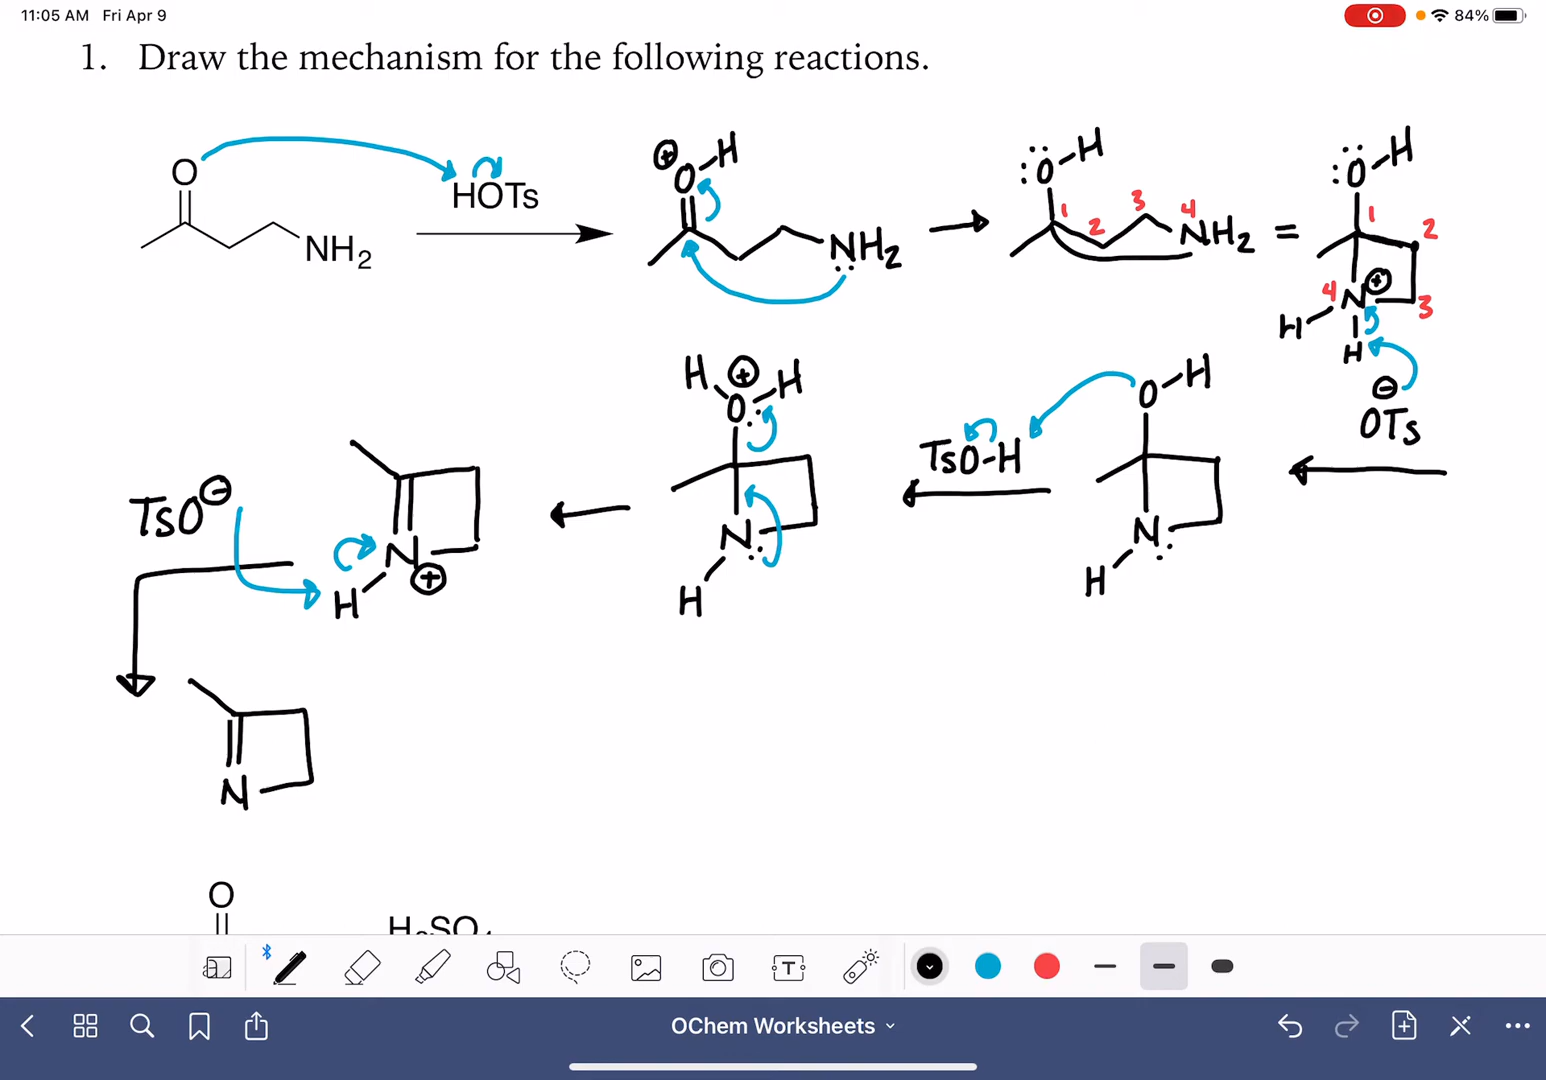 11:05 AM Fri Apr 9
84%
1. Draw the mechanism for the following reactions.
O
HOTs
NH2
⊕
O-H
NH2
:Ö-H
1
2
3
4
NH2
=
:Ö-H
1
2
3
4
N⊕
H
H
⊖
OTs
O-H
N
H
TsO-H
H ⊕ H
O:
N
H
TsO⊖
N
⊕
H
N
O
H2SO4
T
OChem Worksheets